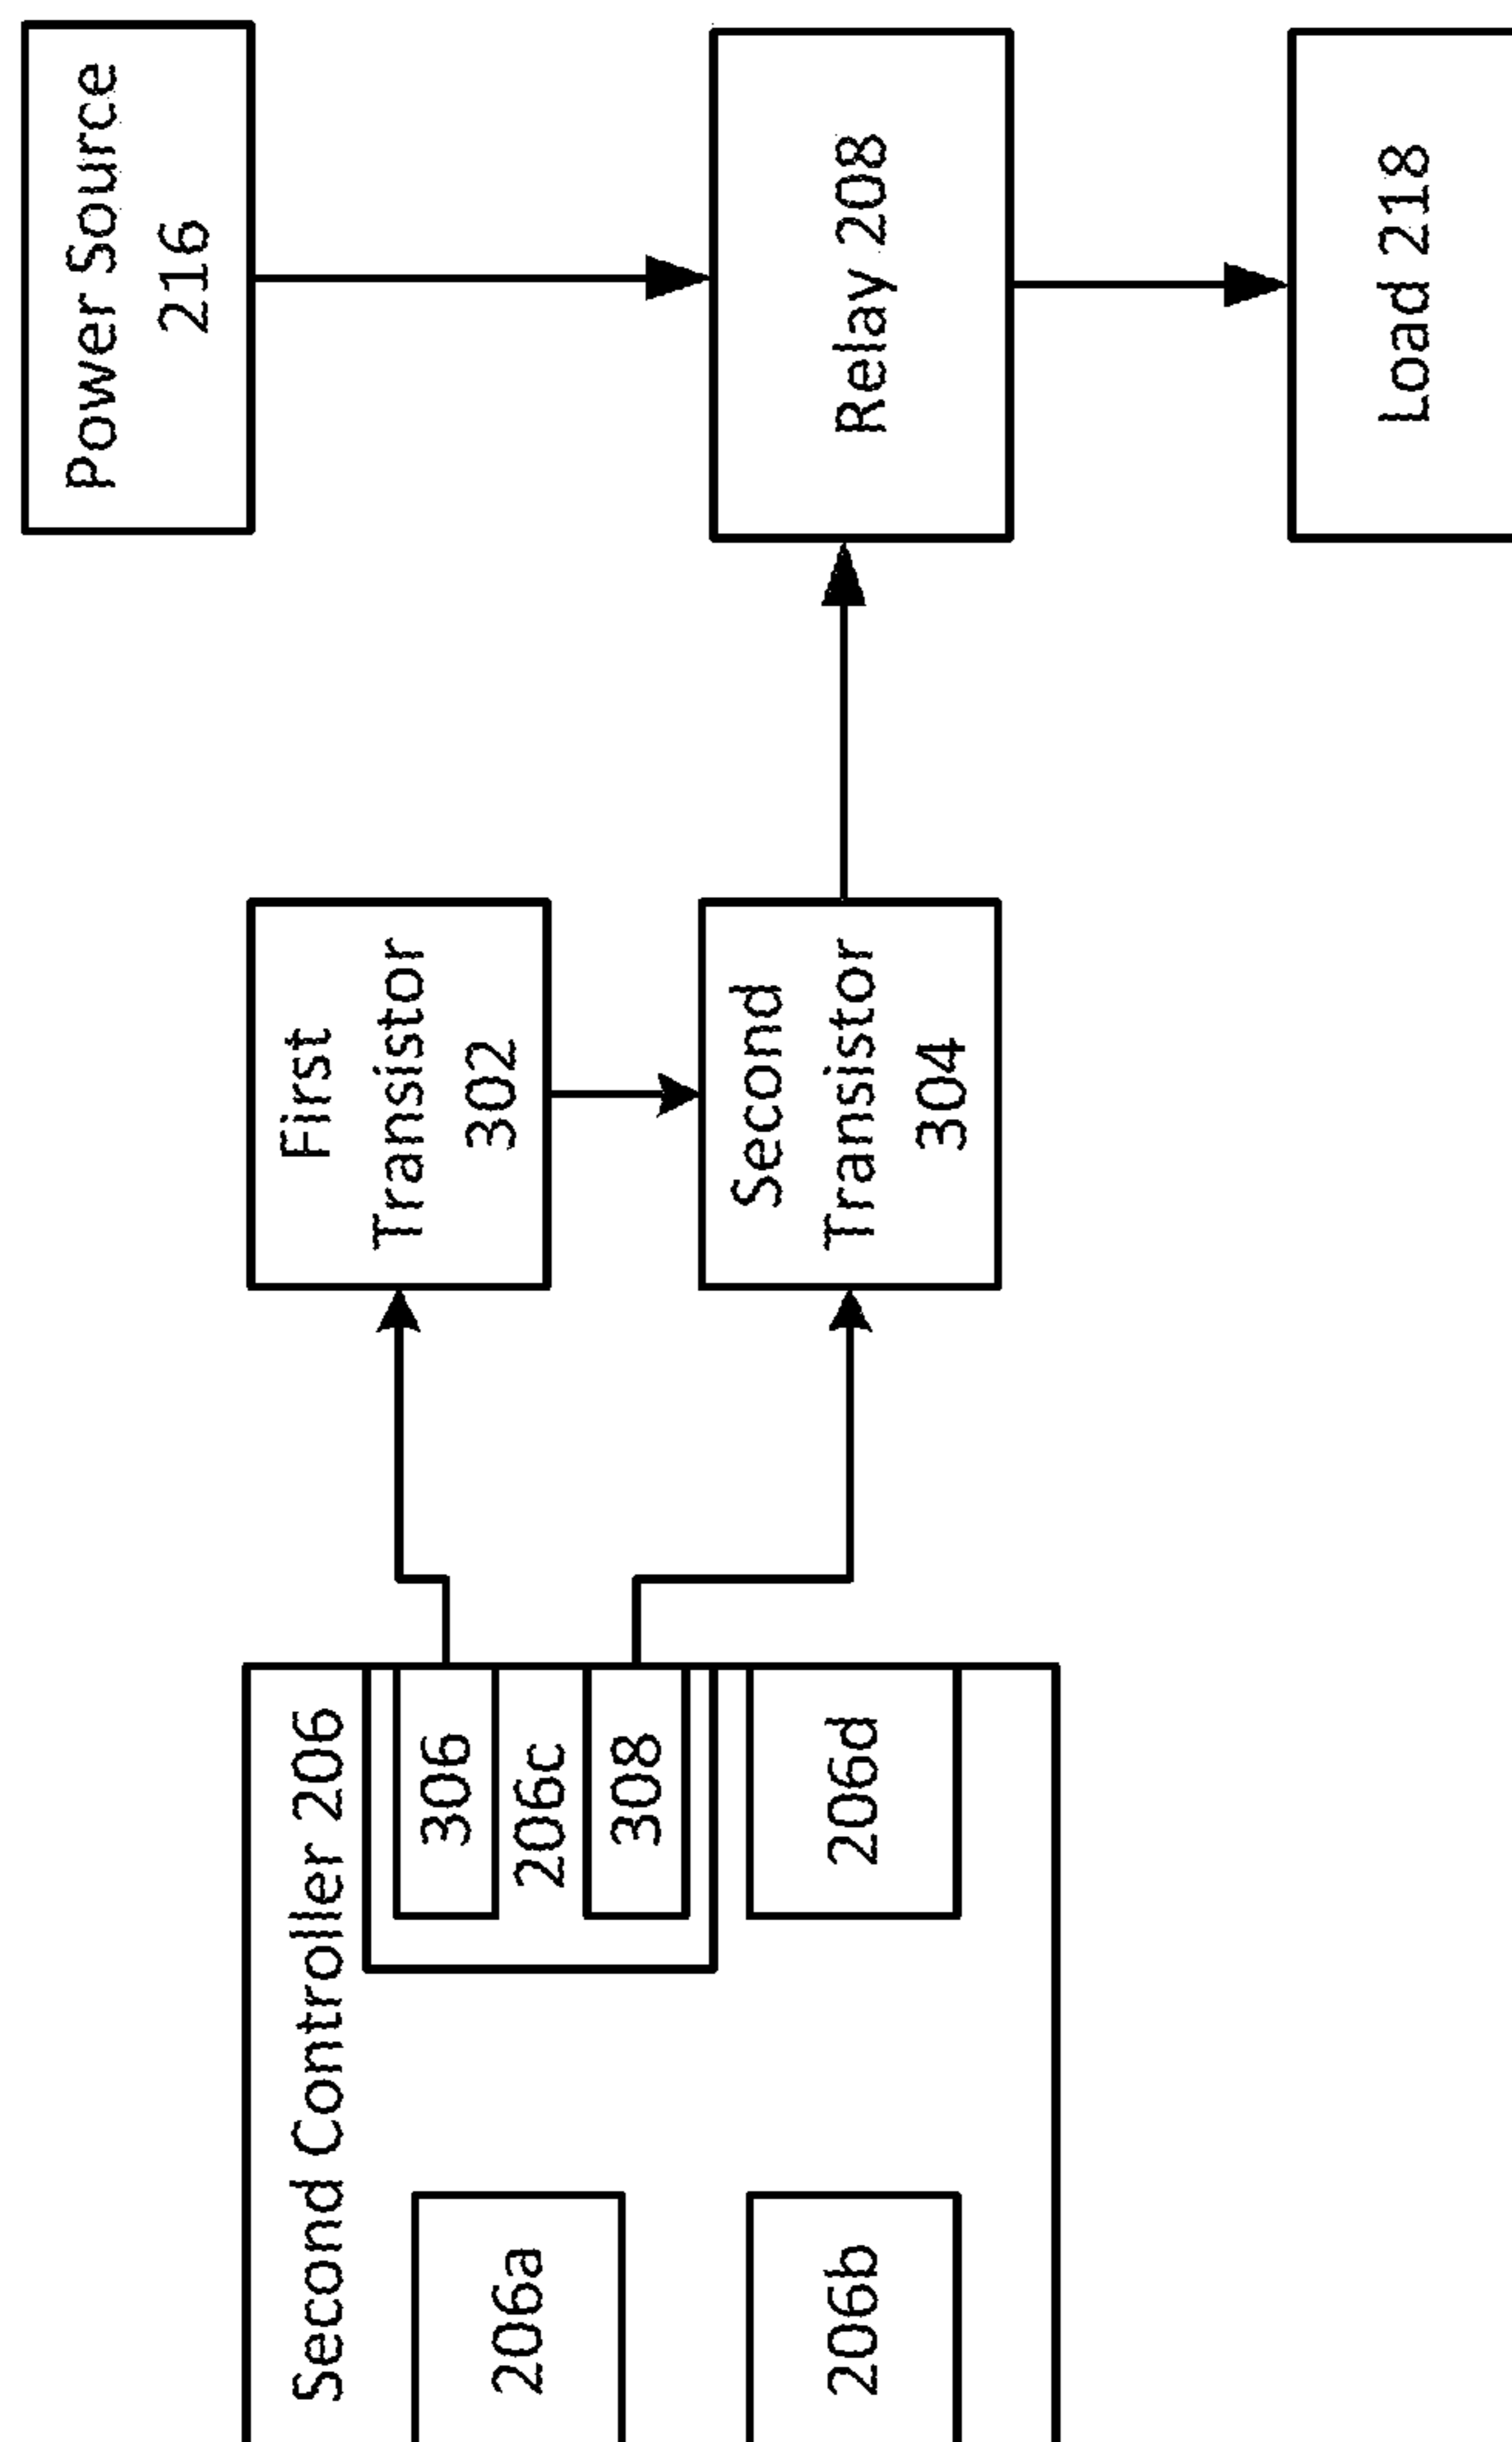 Second Controller 206
206a
206b
306
206c
308
206d
First
Transistor
302
Second
Transistor
304
Power Source
216
Relay 208
Load 218